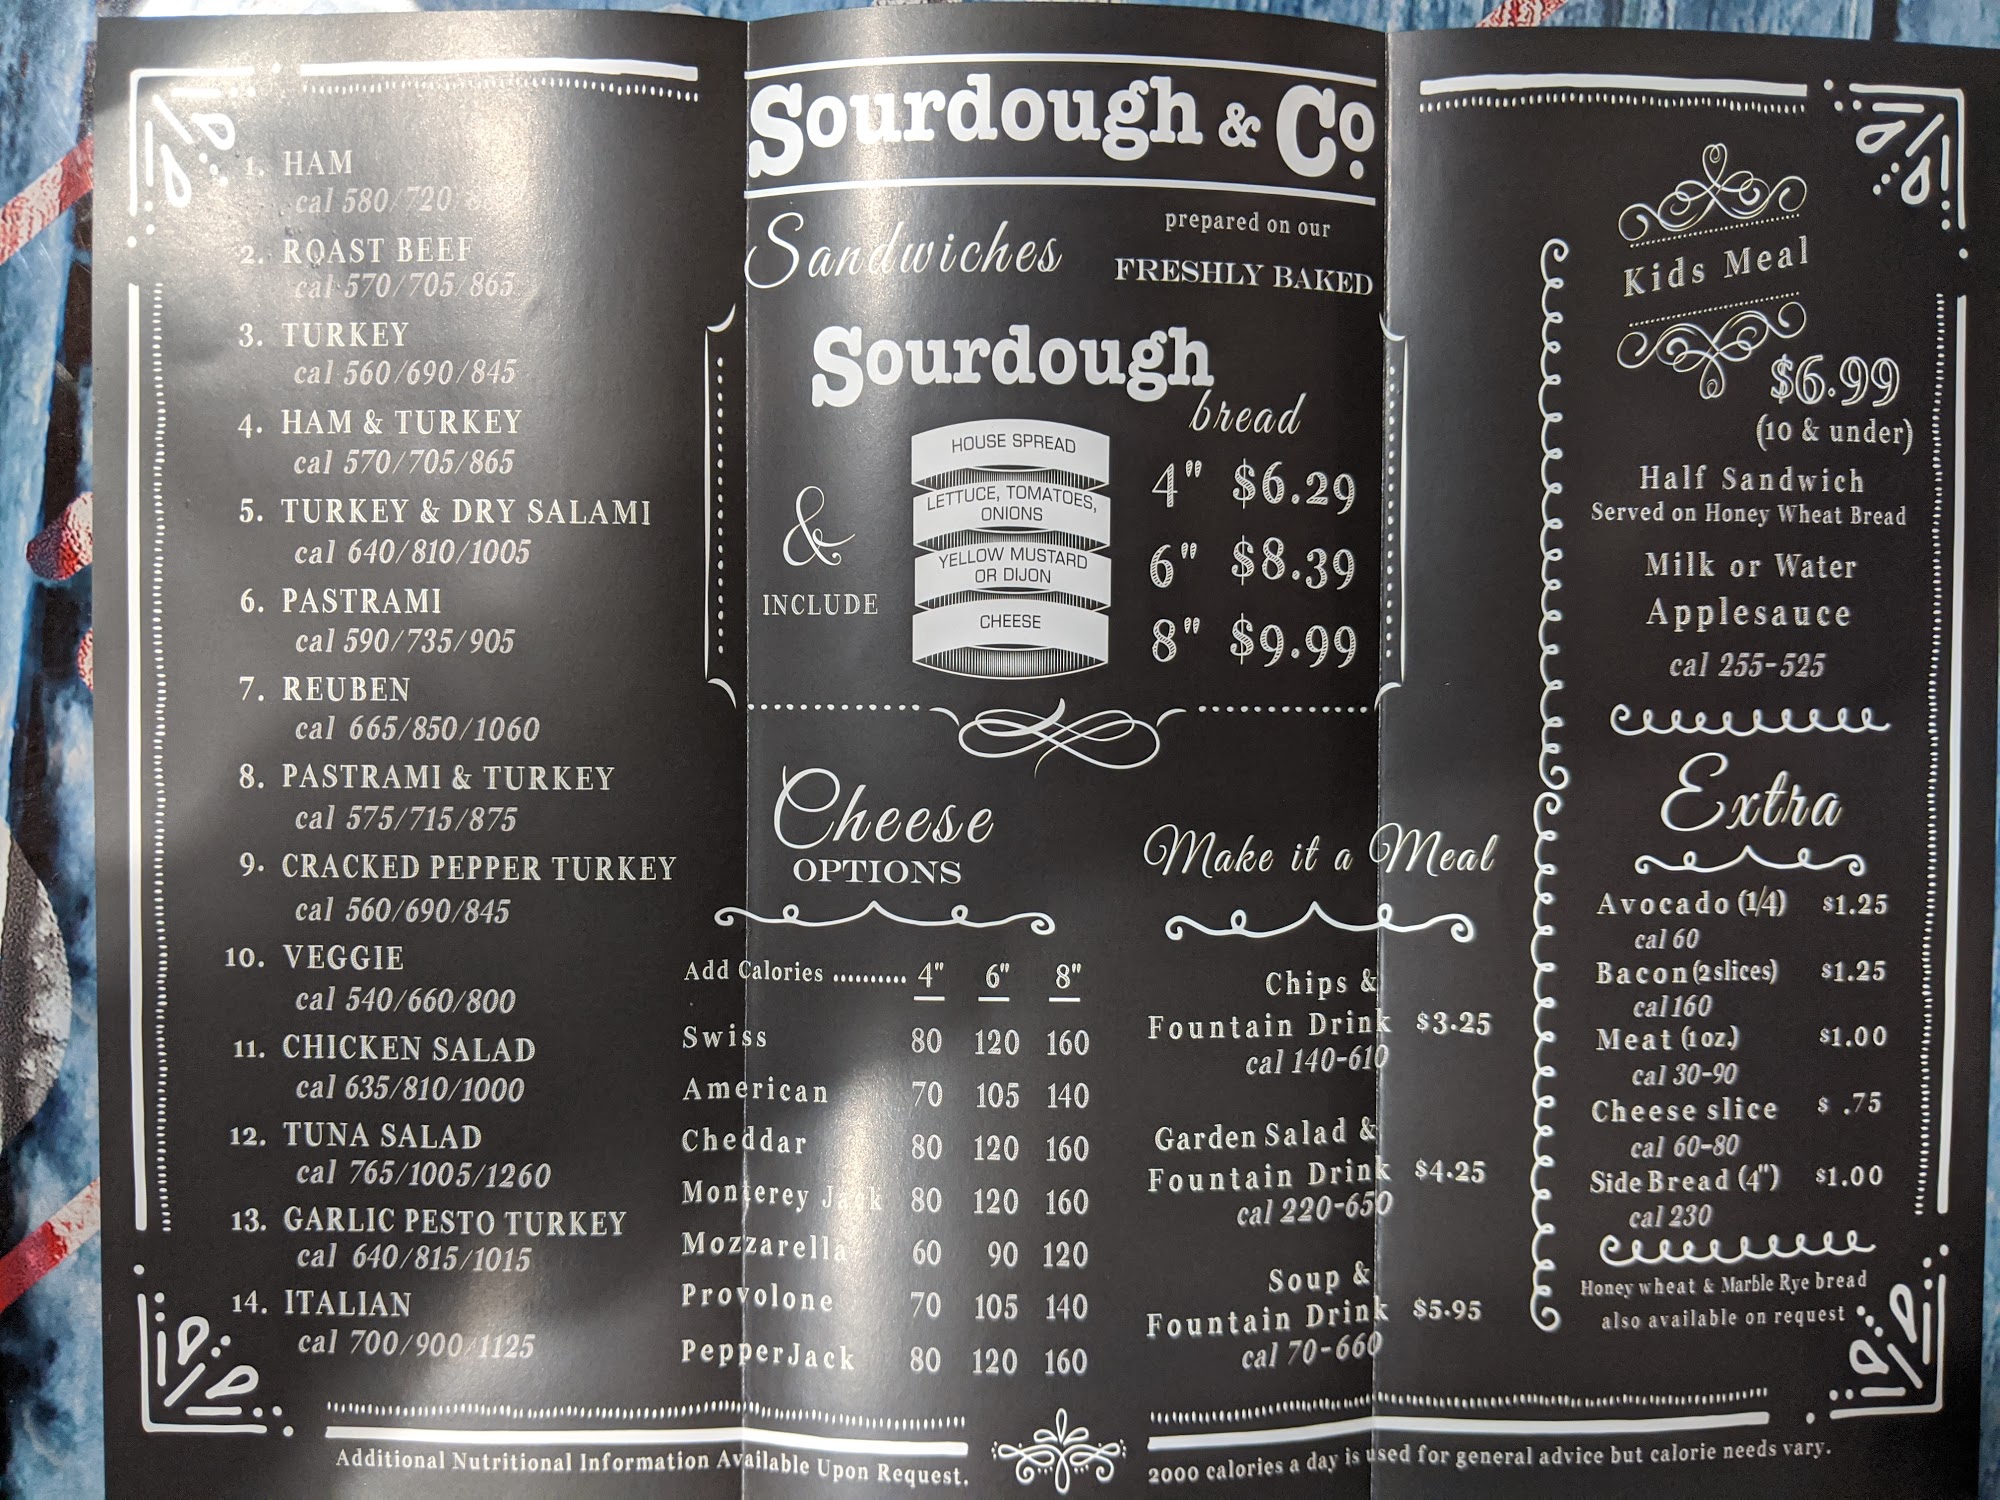 1. HAM
cal 580/720
2. ROAST BEEF
cal 570/705/865
3. TURKEY
cal 560/690/845
4. HAM & TURKEY
cal 570/705/865
5. TURKEY & DRY SALAMI
cal 640/810/1005
6. PASTRAMI
cal 590/735/905
7. REUBEN
cal 665/850/1060
8. PASTRAMI & TURKEY
cal 575/715/875
9. CRACKED PEPPER TURKEY
cal 560/690/845
10. VEGGIE
cal 540/660/800
11. CHICKEN SALAD
cal 635/810/1000
12. TUNA SALAD
cal 765/1005/1260
13. GARLIC PESTO TURKEY
cal 640/815/1015
14. ITALIAN
cal 700/900/1125
Additional Nutritional Information Available Upon Request.
Sourdough & Co.
Sandwiches
prepared on our
FRESHLY BAKED
Sourdough
bread
& INCLUDE
HOUSE SPREAD
LETTUCE, TOMATOES,
ONIONS
YELLOW MUSTARD
OR DIJON
CHEESE
4" $6.29
6" $8.39
8" $9.99
Cheese
OPTIONS
Add Calories .......... 4" 6" 8"
Swiss 80 120 160
American 70 105 140
Cheddar 80 120 160
Monterey Jack 80 120 160
Mozzarella 60 90 120
Provolone 70 105 140
PepperJack 80 120 160
Make it a Meal
Chips &
Fountain Drink $3.25
cal 140-610
Garden Salad &
Fountain Drink $4.25
cal 220-650
Soup &
Fountain Drink $5.95
cal 70-660
2000 calories a day is used for general advice but calorie needs vary.
Kids Meal
$6.99
(10 & under)
Half Sandwich
Served on Honey Wheat Bread
Milk or Water
Applesauce
cal 255-525
Extra
Avocado (1/4) $1.25
cal 60
Bacon (2 slices) $1.25
cal 160
Meat (1 oz.) $1.00
cal 30-90
Cheese slice $ .75
cal 60-80
Side Bread (4") $1.00
cal 230
Honey wheat & Marble Rye bread
also available on request